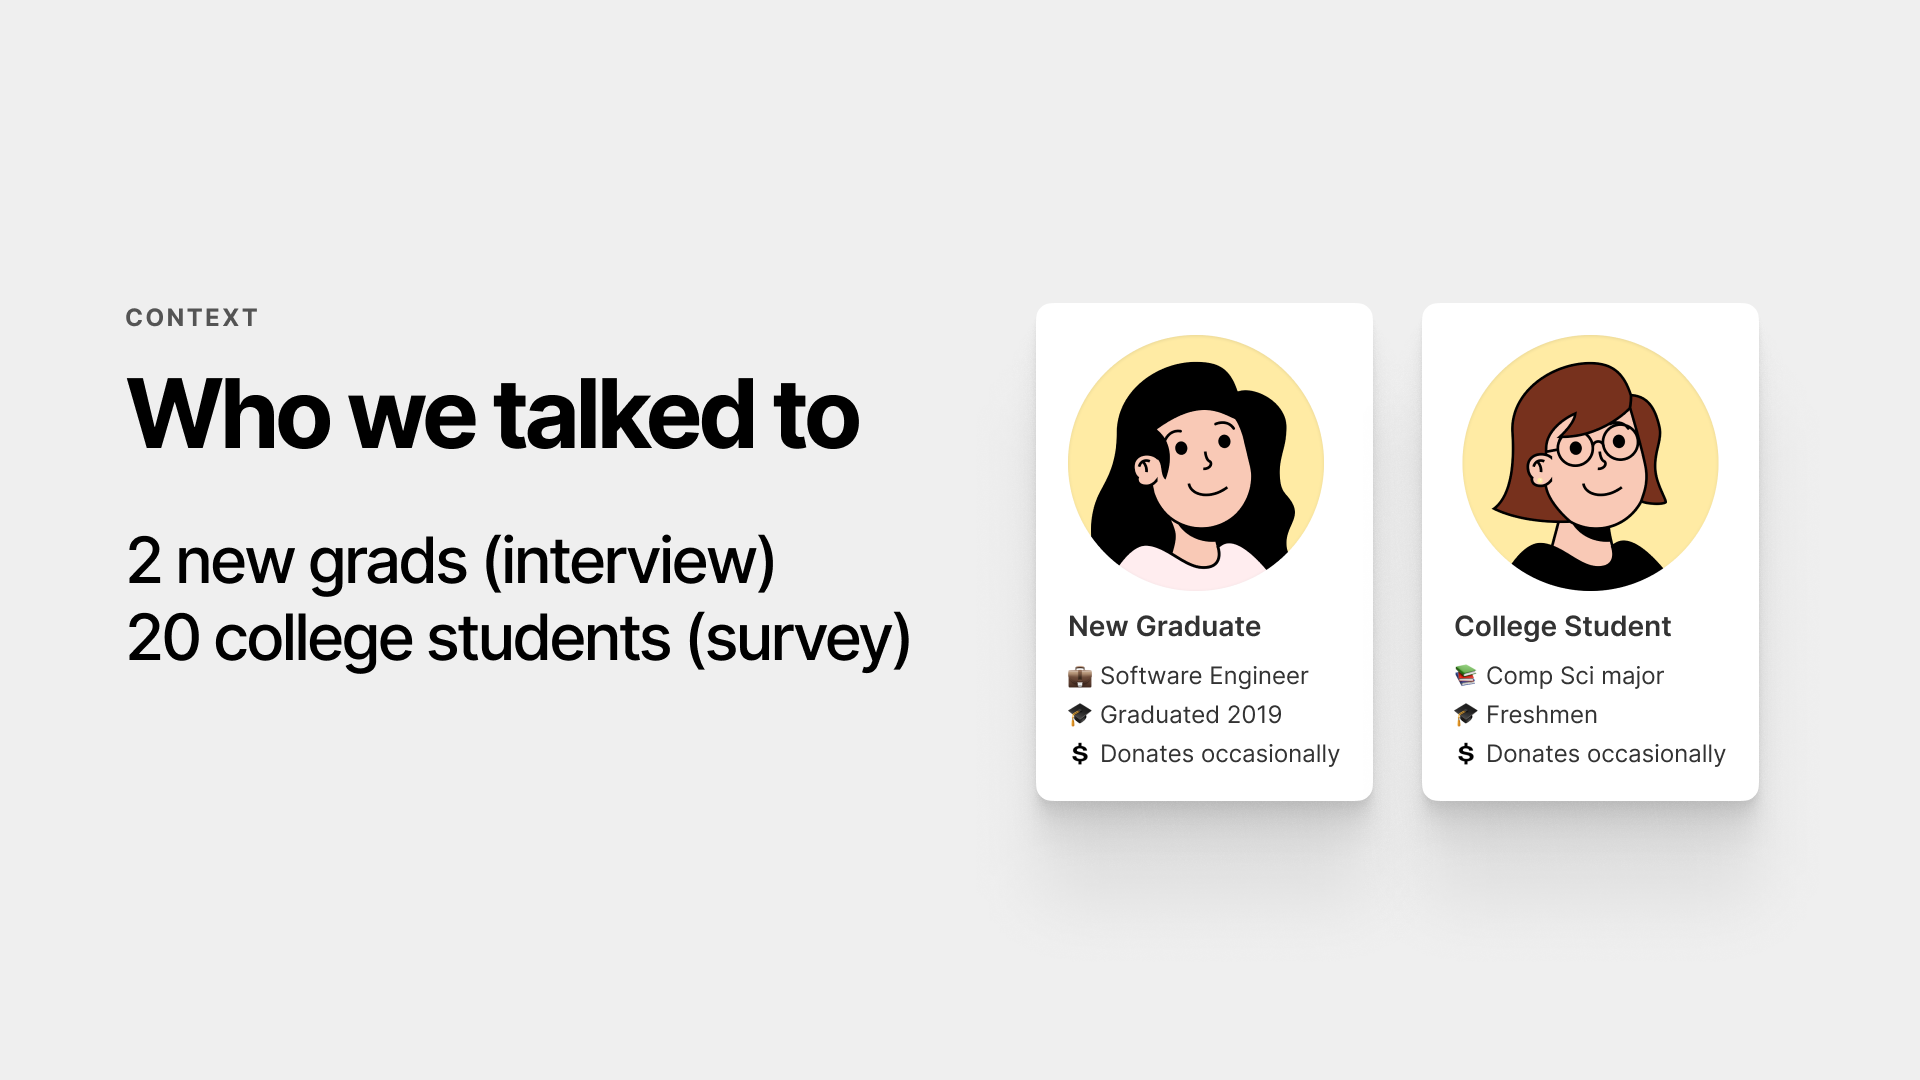 CONTEXT
Who we talked to
2 new grads (interview)
20 college students (survey)
New Graduate
💼 Software Engineer
🎓 Graduated 2019
💲 Donates occasionally
College Student
📚 Comp Sci major
🎓 Freshmen
💲 Donates occasionally